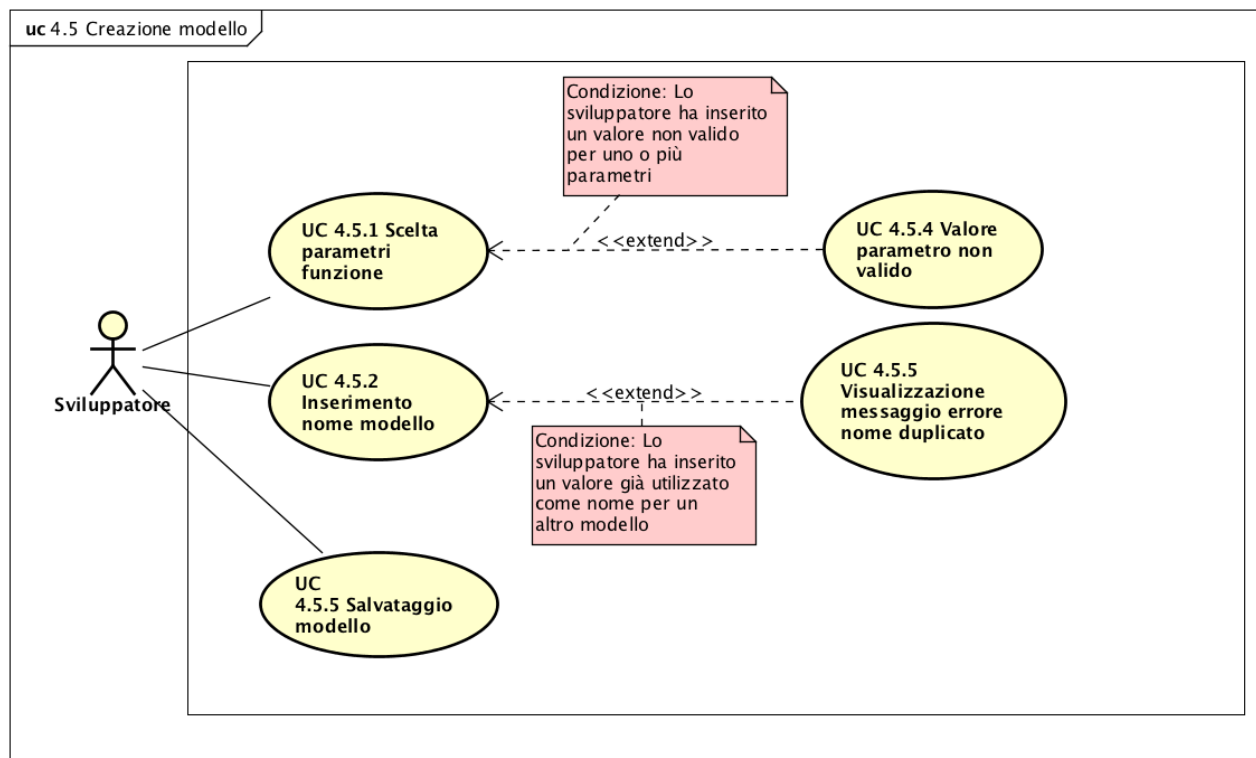 uc 4.5 Creazione modello
Condizione: Lo
sviluppatore ha inserito
un valore non valido
per uno o più
parametri
UC 4.5.1 Scelta
parametri
funzione
<<extend>>
UC 4.5.4 Valore
parametro non
valido
Sviluppatore
UC 4.5.2
Inserimento
nome modello
<<extend>>
UC 4.5.5
Visualizzazione
messaggio errore
nome duplicato
Condizione: Lo
sviluppatore ha inserito
un valore già utilizzato
come nome per un
altro modello
UC
4.5.5 Salvataggio
modello